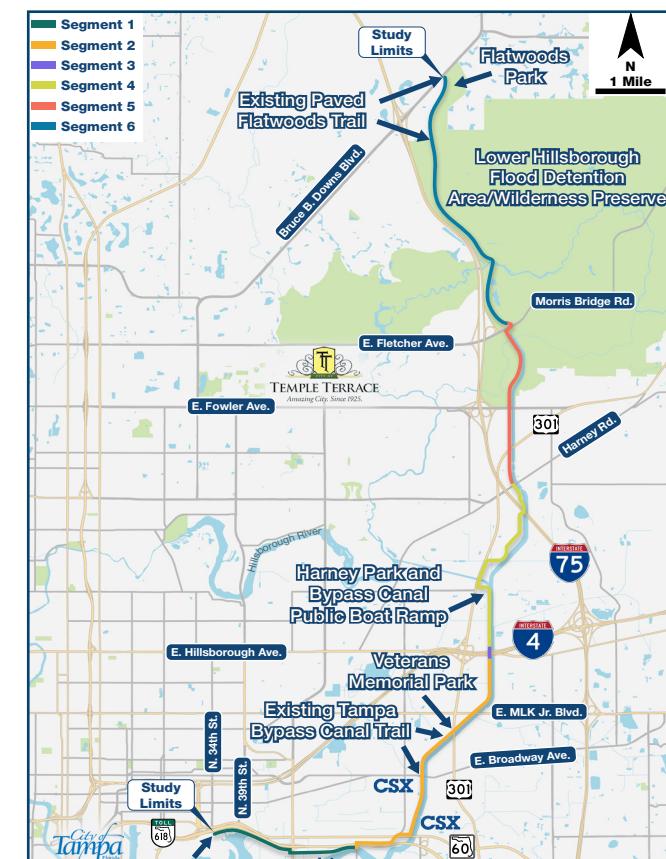 Segment 1
Segment 2
Segment 3
Segment 4
Segment 5
Segment 6
N
1 Mile
Study
Limits
Flatwoods
Park
Existing Paved
Flatwoods Trail
Bruce B. Downs Blvd.
Lower Hillsborough
Flood Detention
Area/Wilderness Preserve
Morris Bridge Rd.
E. Fletcher Ave.
TT
CITY OF
TEMPLE TERRACE
Amazing City. Since 1925.
E. Fowler Ave.
301
Harney Rd.
Hillsborough River
INTERSTATE
75
Harney Park and
Bypass Canal
Public Boat Ramp
INTERSTATE
4
E. Hillsborough Ave.
Veterans
Memorial Park
Existing Tampa
Bypass Canal Trail
E. MLK Jr. Blvd.
N. 34th St.
E. Broadway Ave.
N. 39th St.
CSX
301
Study
Limits
TOLL
618
CSX
60
City of
Tampa